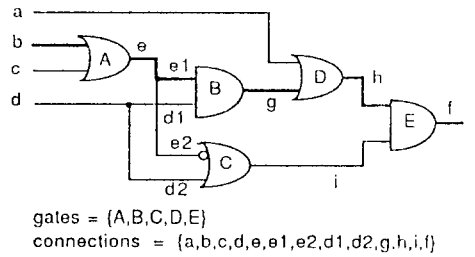 a
b
c
d
e
e1
e2
d1
d2
A
B
C
D
E
g
h
i
f
gates = {A,B,C,D,E}
connections = {a,b,c,d,e,e1,e2,d1,d2,g.h,i,f}